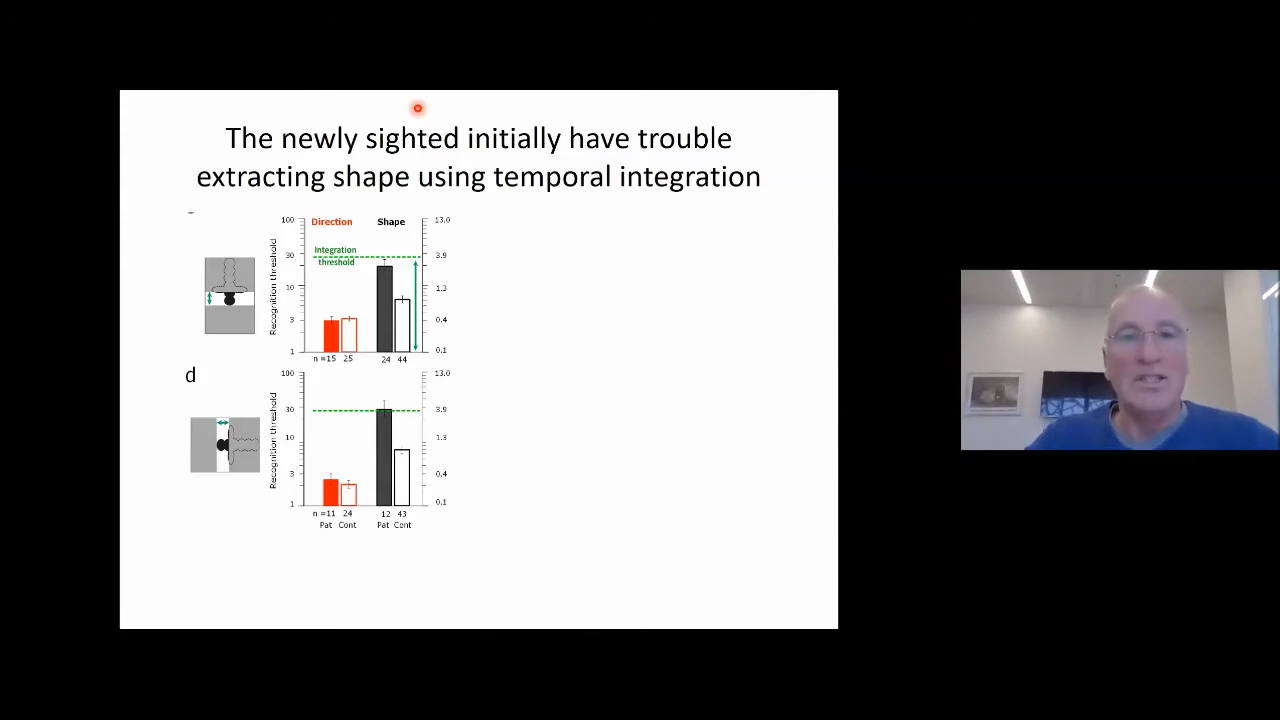 The newly sighted initially have trouble
extracting shape using temporal integration
Recognition threshold
100
30
10
3
1
Direction
Shape
Integration
threshold
13.0
3.9
1.3
0.4
0.1
n =15 25 24 44
d
Recognition threshold
100
30
10
3
1
13.0
3.9
1.3
0.4
0.1
n =11 24 12 43
Pat Cont Pat Cont